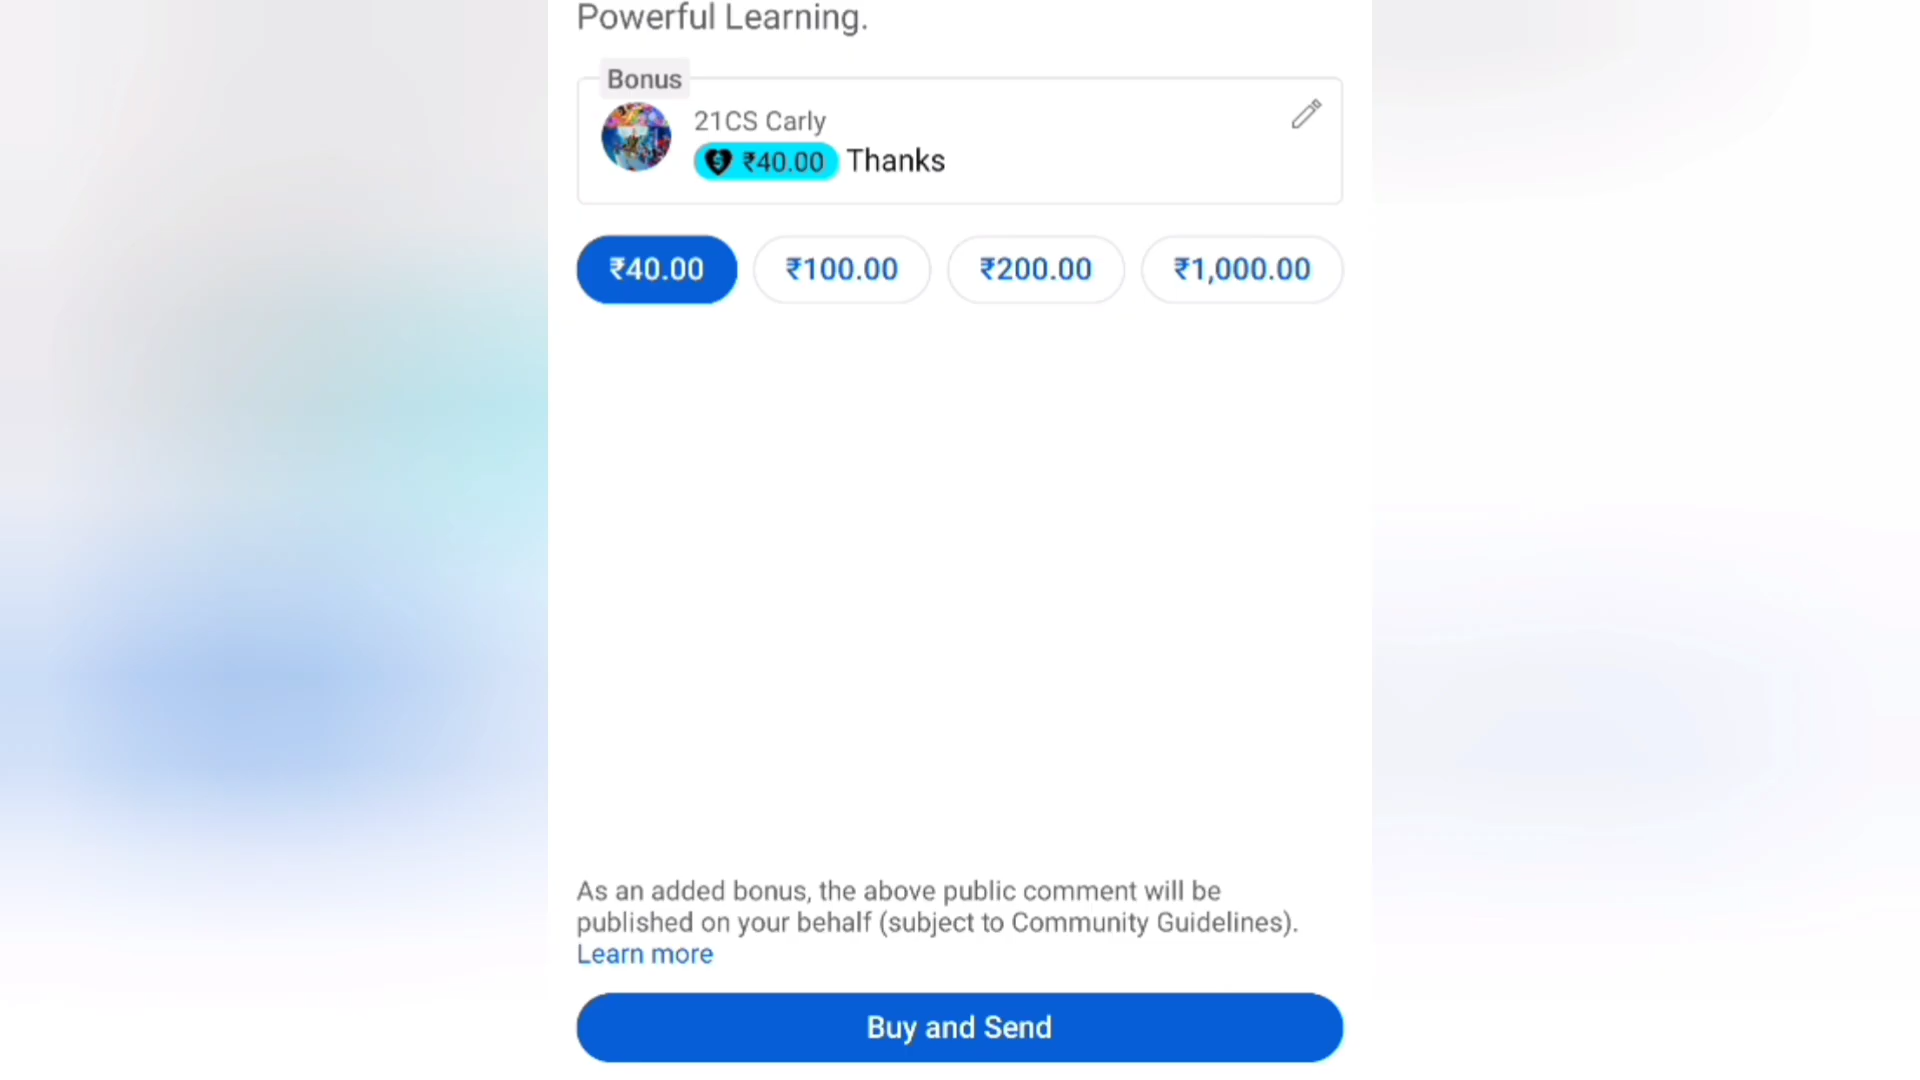 Powerful Learning.
Bonus
21CS Carly
₹40.00 Thanks
₹40.00 ₹100.00 ₹200.00 ₹1,000.00
As an added bonus, the above public comment will be
published on your behalf (subject to Community Guidelines).
Learn more
Buy and Send